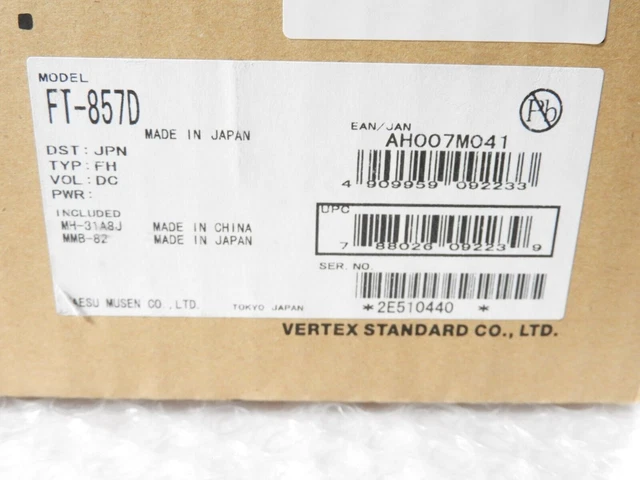 MODEL
FT-857D
MADE IN JAPAN
DST: JPN
TYP: FH
VOL: DC
PWR:
INCLUDED
MH-31A8J MADE IN CHINA
MMB-82 MADE IN JAPAN
AESU MUSEN CO., LTD. TOKYO JAPAN
Pb
EAN/JAN
AH007M041
4 909959 092233
UPC
7 88026 09223 9
SER. NO.
*2E510440 *
VERTEX STANDARD CO., LTD.